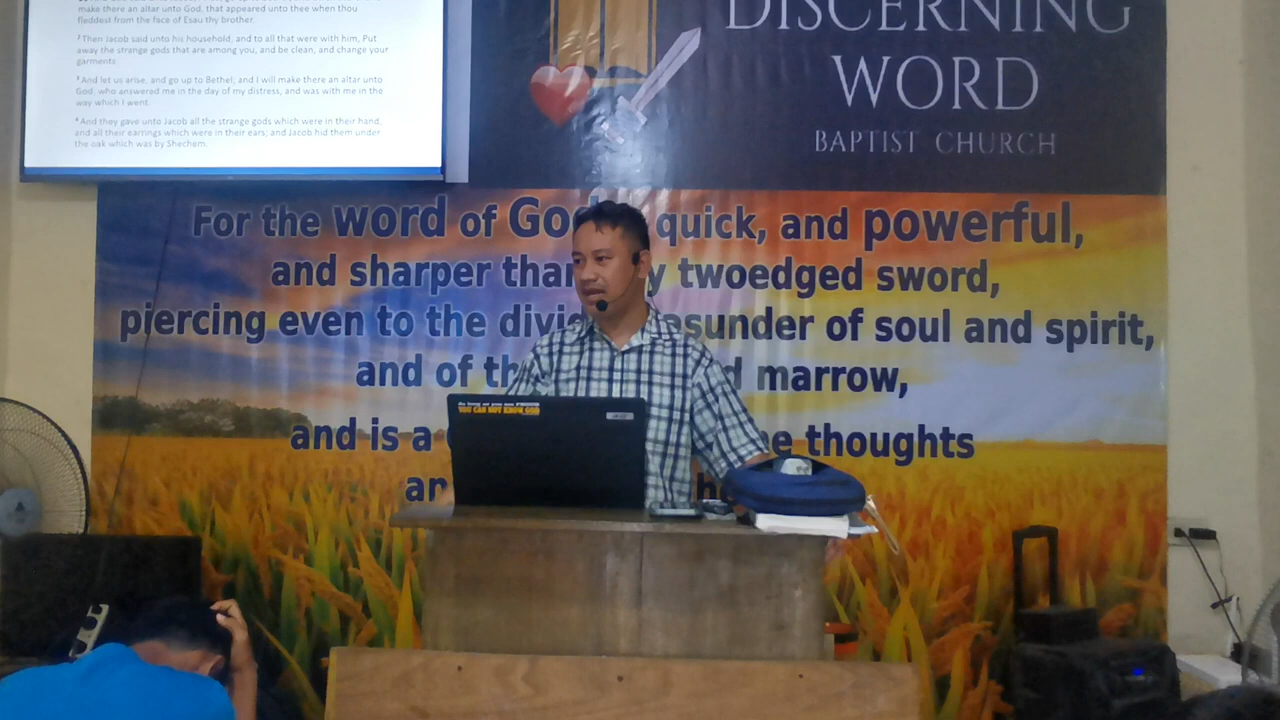 make there an altar unto God, that appeared unto thee when thou
fleddest from the face of Esau thy brother.
2 Then Jacob said unto his household, and to all that were with him, Put
away the strange gods that are among you, and be clean, and change your
garments
3 And let us arise, and go up to Bethel; and I will make there an altar unto
God, who answered me in the day of my distress, and was with me in the
way which I went.
4 And they gave unto Jacob all the strange gods which were in their hand,
and all their earrings which were in their ears; and Jacob hid them under
the oak which was by Shechem.
DISCERNING
WORD
BAPTIST CHURCH
For the word of God quick, and powerful,
and sharper than y twoedged sword,
piercing even to the divid asunder of soul and spirit,
and of th d marrow,
and is a e thoughts
an
YOU CAN NOT KNOW GOD